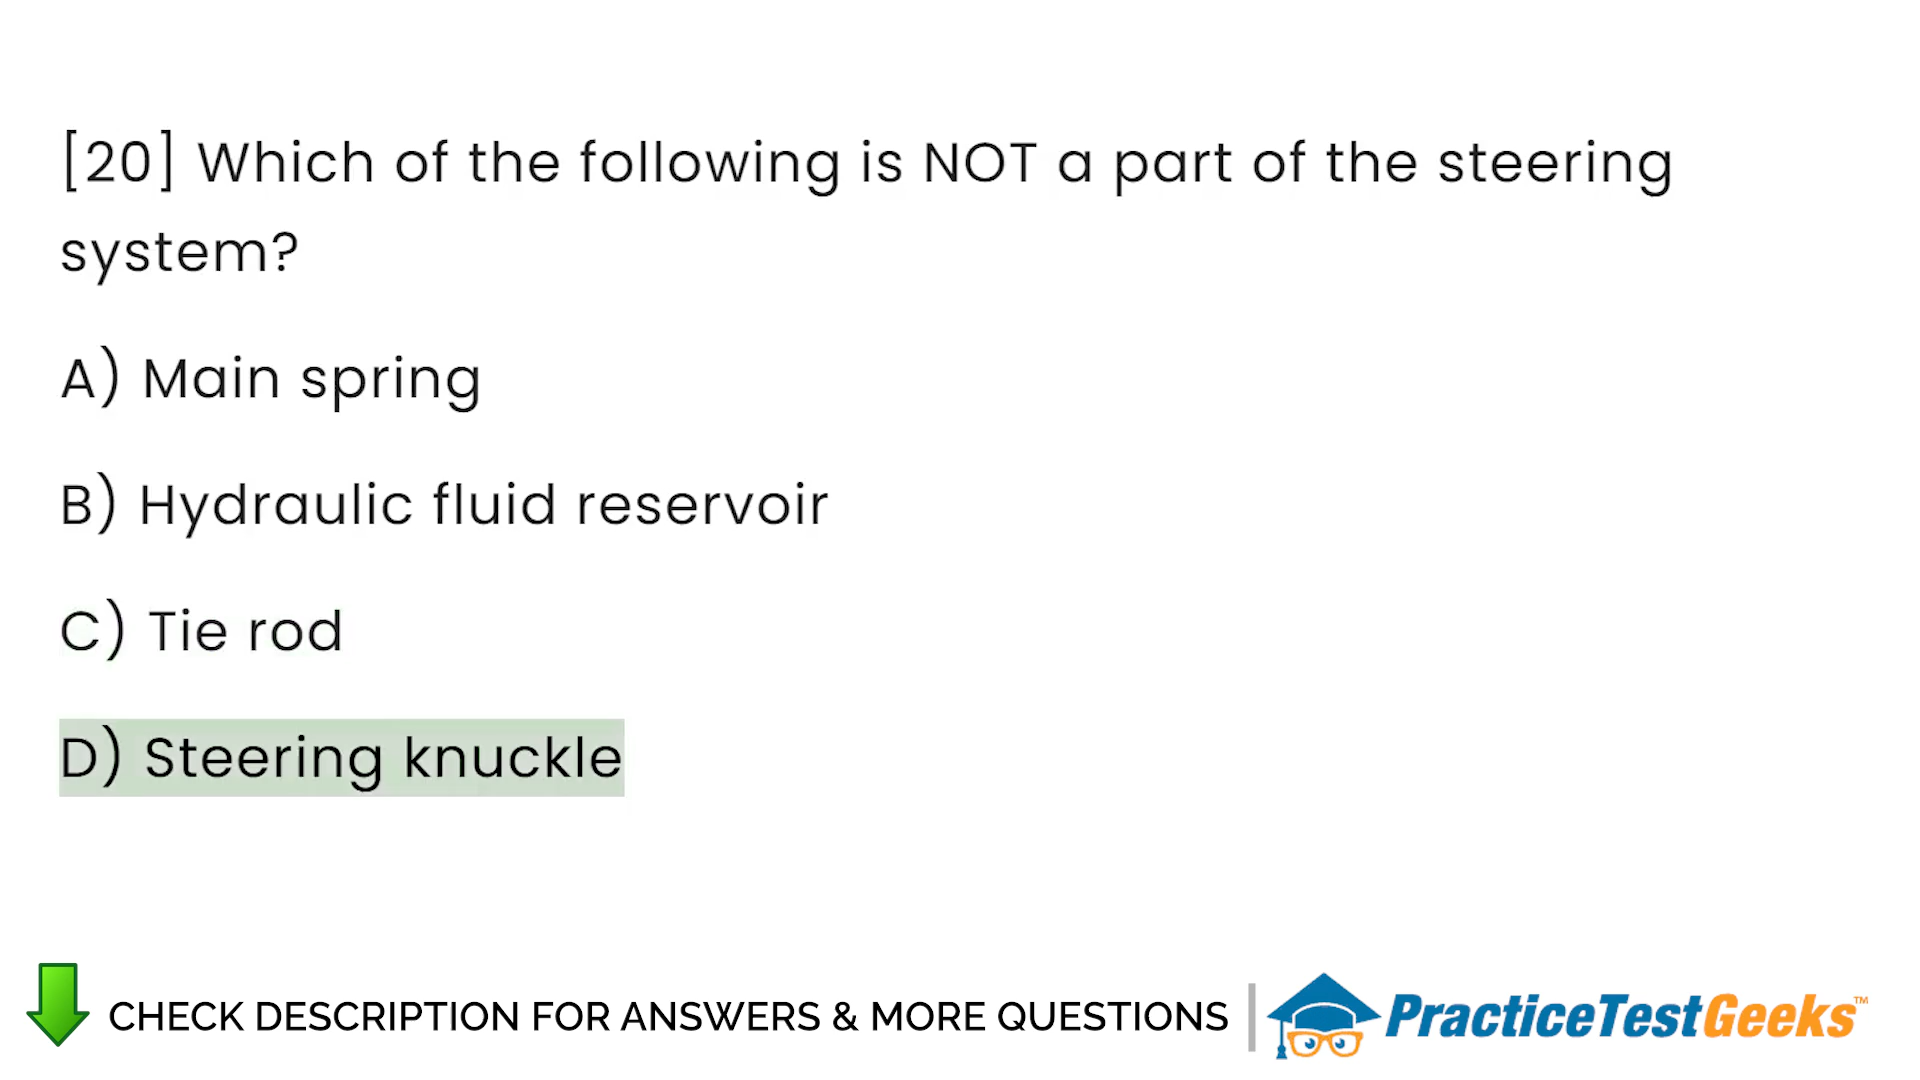 [20] Which of the following is NOT a part of the steering
system?
A) Main spring
B) Hydraulic fluid reservoir
C) Tie rod
D) Steering knuckle
CHECK DESCRIPTION FOR ANSWERS & MORE QUESTIONS
PracticeTestGeeks™